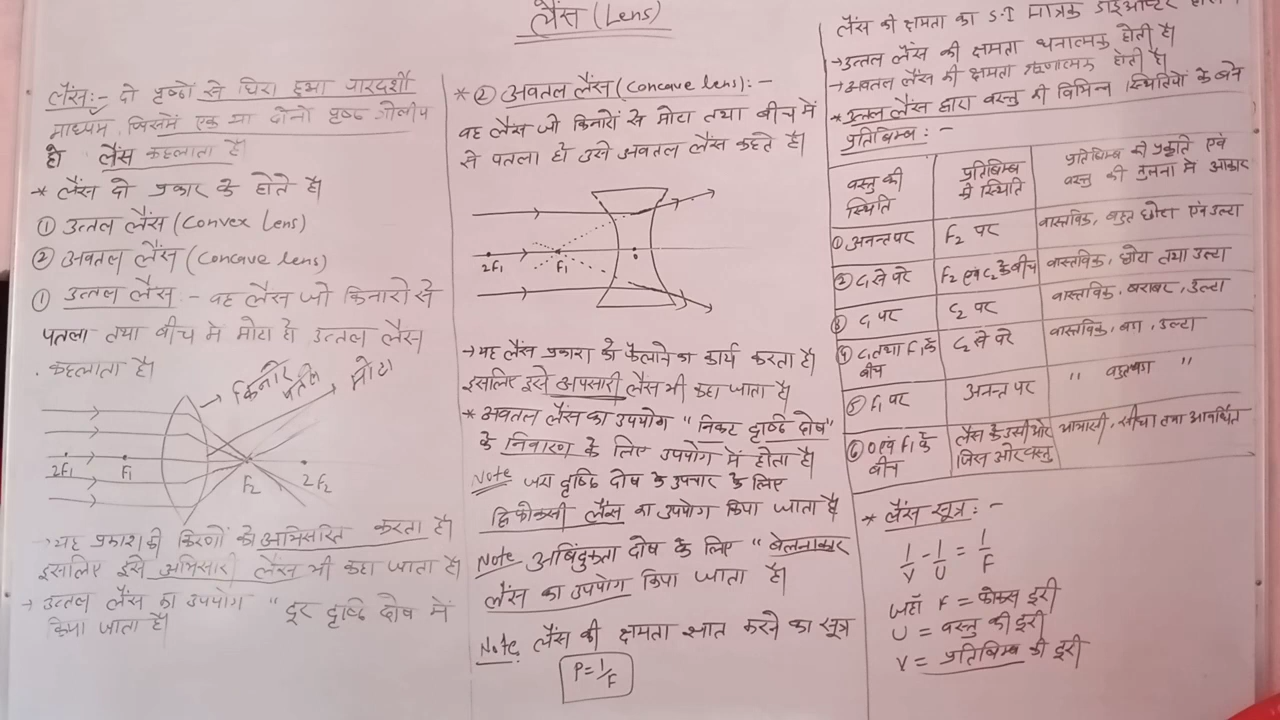 लैंस (Lens)
लैंस:- दो पृष्ठों से घिरा हुआ पारदर्शी
माध्यम, जिसमें एक या दोनो पृष्ठ गोलीय
हो लैंस कहलाता है।
* लैंस दो प्रकार के होते है।
① उत्तल लैंस (Convex Lens)
② अवतल लैंस (Concave Lens)
① उत्तल लैंस :- वह लैंस जो किनारो से
पतला तथा बीच मे मोटा हो उत्तल लैंस
कहलाता है।
→ किनारे पतले
मोटा
2F₁ F₁ F₂ 2F₂
→ यह प्रकाश की किरणों को अभिसरित करता है।
इसलिए इसे अभिसारी लैंस भी कहा जाता है।
→ उत्तल लैंस का उपयोग "दूर दृष्टि दोष में
किया जाता है।
* ② अवतल लैंस (Concave lens) :-
वह लैंस जो किनारों से मोटा तथा बीच में
से पतला हो उसे अवतल लैंस कहते है।
2F₁ F₁
→ यह लैंस प्रकाश को फैलाने का कार्य करता है।
इसलिए इसे अपसारी लैंस भी कहा जाता है।
* अवतल लैंस का उपयोग "निकट दृष्टि दोष"
के निवारण के लिए उपयोग में होता है।
Note जरा दृष्टि दोष के उपचार के लिए
द्विफोकसी लैंस का उपयोग किया जाता है
Note अबिंदुकता दोष के लिए "बेलनाकार
लैंस का उपयोग किया जाता है।
Note. लैंस की क्षमता ज्ञात करने का सूत्र
P=1/F
लैंस की क्षमता का S.I मात्रक डाइऑप्टर
→ उत्तल लैंस की क्षमता धनात्मक होती है।
→ अवतल लैंस की क्षमता ऋणात्मक होती है।
* उत्तल लैंस द्वारा वस्तु की विभिन्न स्थितियों के बने
प्रतिबिम्ब :-
वस्तु की स्थिति प्रतिबिम्ब की स्थिति प्रतिबिम्ब की प्रकृति एवं वस्तु की तुलना मे आकार
① अनन्त पर F₂ पर वास्तविक, बहुत छोटा एवं उल्टा
② C₁ से परे F₂ एवं C₂ के बीच वास्तविक, छोटा तथा उल्टा
③ C₁ पर C₂ पर वास्तविक, बराबर, उल्टा
④ C₁ तथा F₁ के बीच C₂ से परे वास्तविक, बड़ा, उल्टा
⑤ F₁ पर अनन्त पर " बहुत बड़ा "
⑥ O एवं F₁ के बीच लैंस के उसी ओर जिस ओर वस्तु आभासी, सीधा तथा आवर्धित
* लैंस सूत्र :-
1/V - 1/U = 1/F
जहाँ F = फोकस दूरी
U = वस्तु की दूरी
V = प्रतिबिम्ब की दूरी